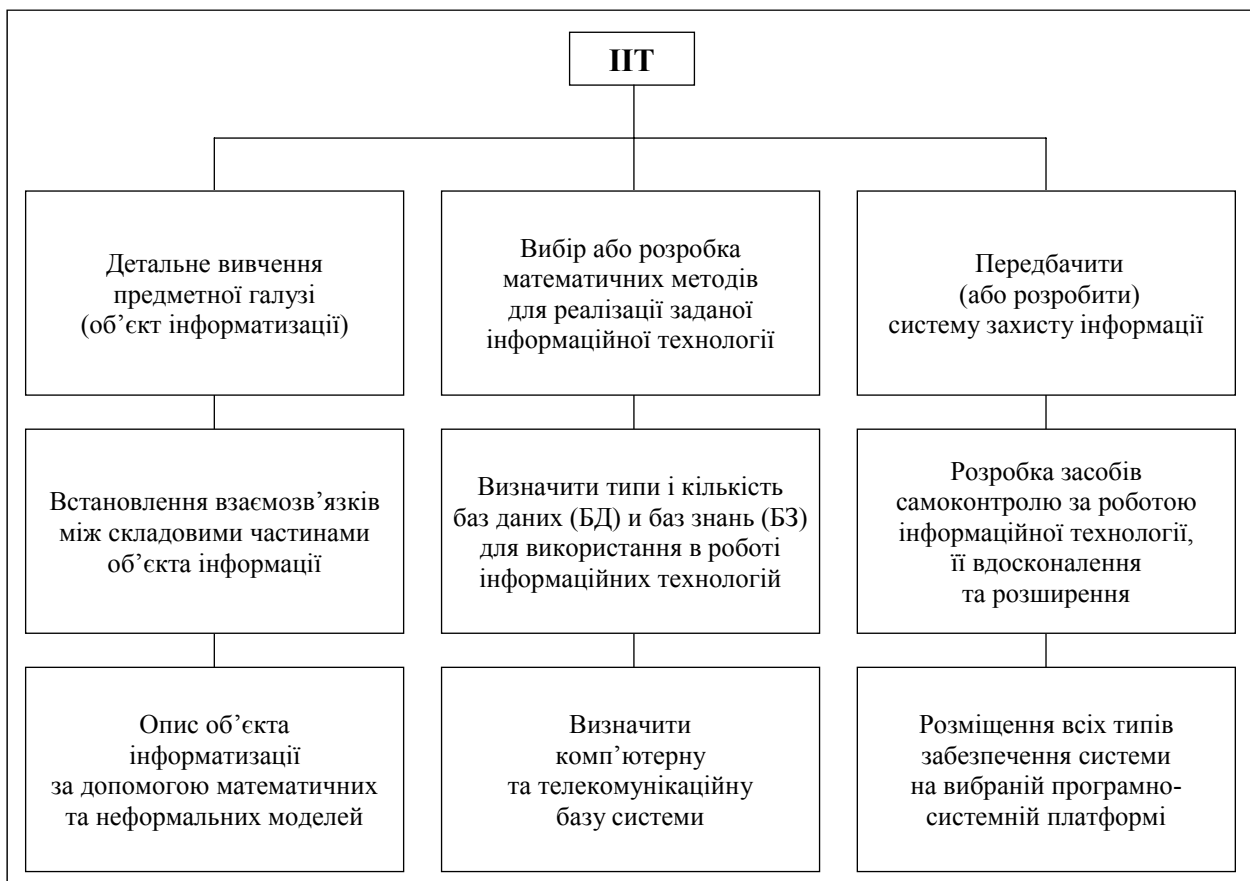 ІІТ
Детальне вивчення
предметної галузі
(об’єкт інформатизації)
Вибір або розробка
математичних методів
для реалізації заданої
інформаційної технології
Передбачити
(або розробити)
систему захисту інформації
Встановлення взаємозв’язків
між складовими частинами
об’єкта інформації
Визначити типи і кількість
баз даних (БД) и баз знань (БЗ)
для використання в роботі
інформаційних технологій
Розробка засобів
самоконтролю за роботою
інформаційної технології,
її вдосконалення
та розширення
Опис об’єкта
інформатизації
за допомогою математичних
та неформальних моделей
Визначити
комп’ютерну
та телекомунікаційну
базу системи
Розміщення всіх типів
забезпечення системи
на вибраній програмно-
системній платформі